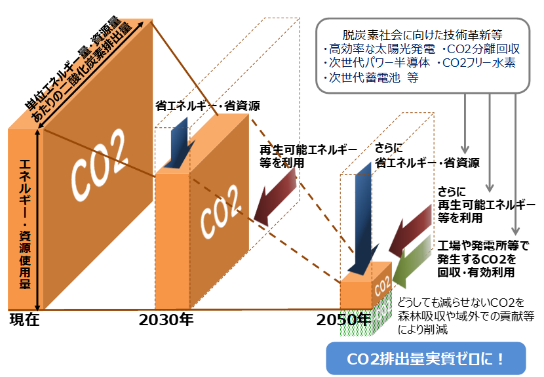 脱炭素社会に向けた技術革新等
・高効率な太陽光発電 ・CO2分離回収
・次世代パワー半導体 ・CO2フリー水素
・次世代蓄電池 等
単位エネルギー量・資源量
あたりの二酸化炭素排出量
エネルギー・資源使用量
CO2
省エネルギー・省資源
CO2
再生可能エネルギー
等を利用
さらに
省エネルギー・省資源
さらに
再生可能エネルギー
等を利用
工場や発電所等で
発生するCO2を
回収・有効利用
CO2
CO2
どうしても減らせないCO2を
森林吸収や域外での貢献等
により削減
現在
2030年
2050年
CO2排出量実質ゼロに！